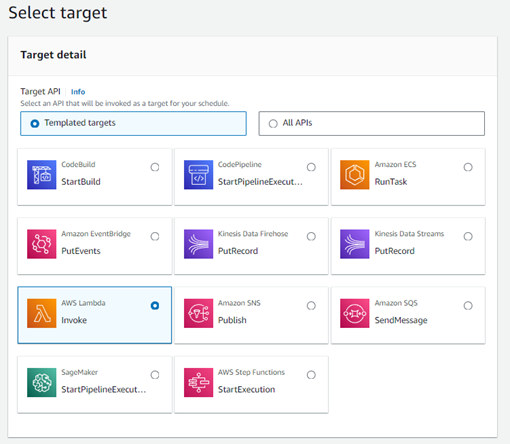 Select target
Target detail
Target API Info
Select an API that will be invoked as a target for your schedule.
Templated targets
All APIs
CodeBuild
StartBuild
CodePipeline
StartPipelineExecut...
Amazon ECS
RunTask
Amazon EventBridge
PutEvents
Kinesis Data Firehose
PutRecord
Kinesis Data Streams
PutRecord
AWS Lambda
Invoke
Amazon SNS
Publish
Amazon SQS
SendMessage
SageMaker
StartPipelineExecut...
AWS Step Functions
StartExecution